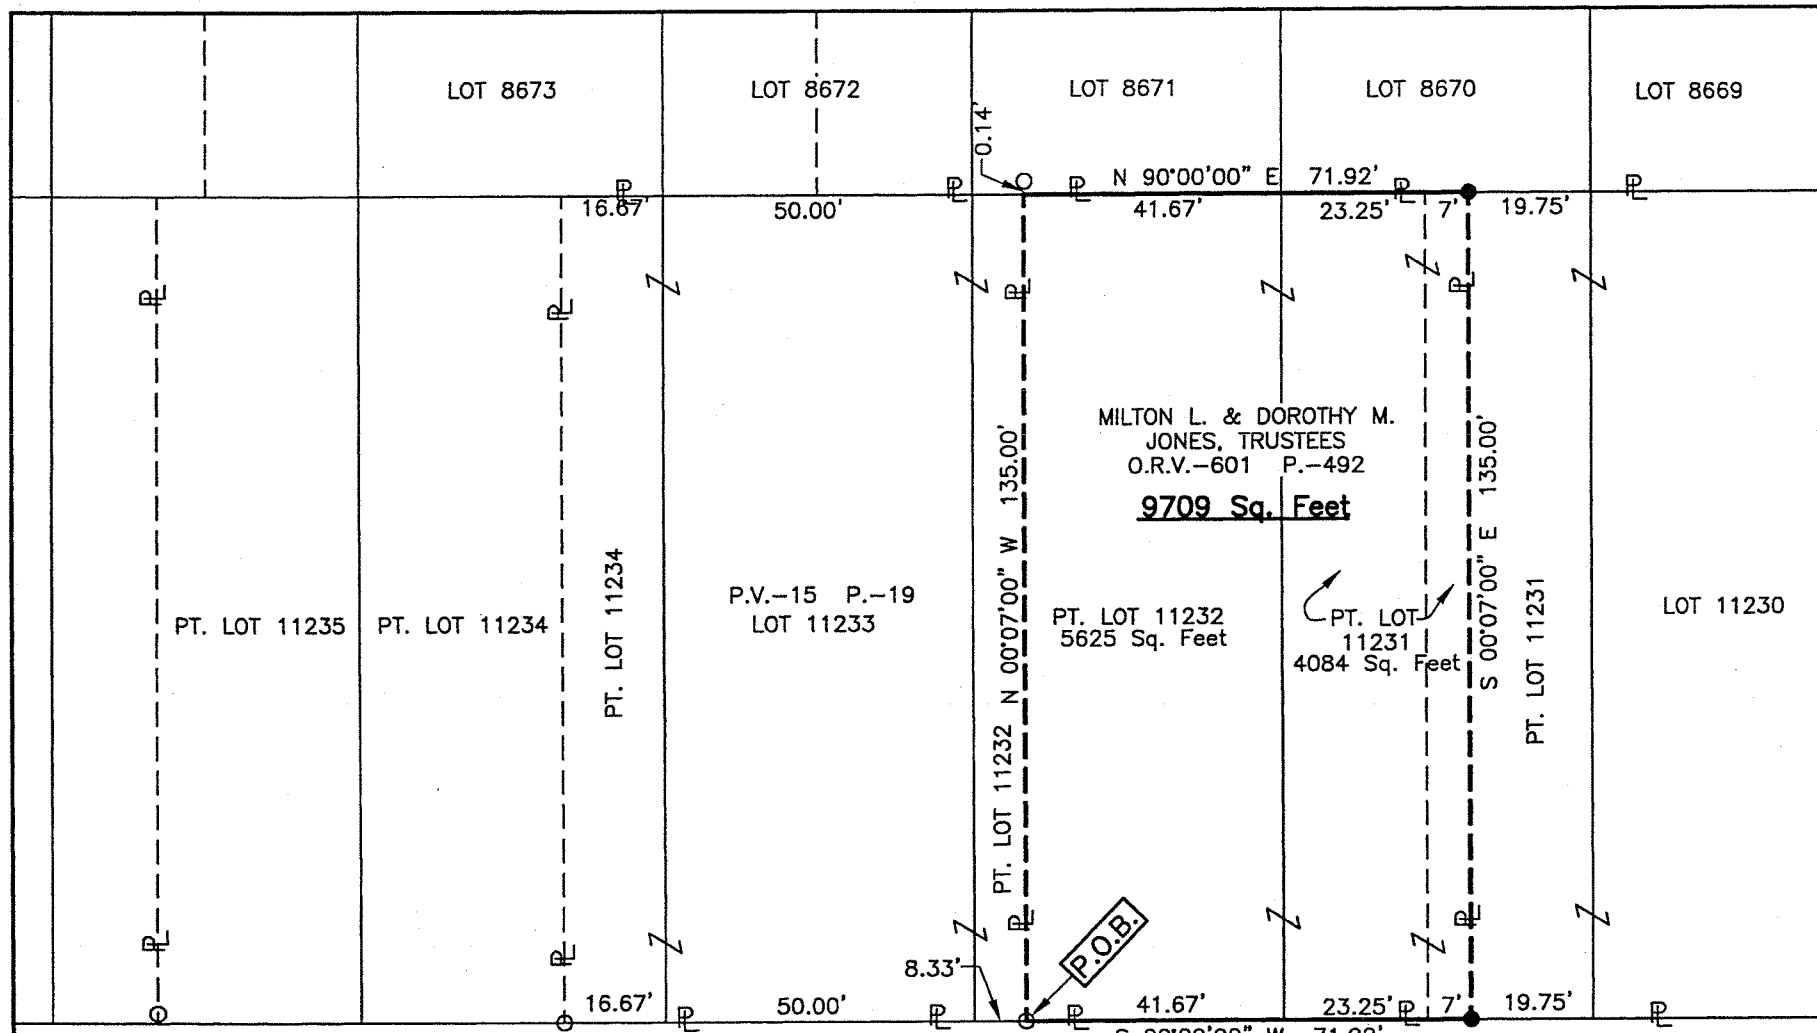 LOT 8673
LOT 8672
LOT 8671
LOT 8670
LOT 8669
0.14'
N 90°00'00" E 71.92'
16.67'
50.00'
41.67'
23.25'
7'
19.75'
MILTON L. & DOROTHY M.
JONES, TRUSTEES
O.R.V.-601 P.-492
9709 Sq. Feet
PT. LOT 11235
PT. LOT 11234
PT. LOT 11234
P.V.-15 P.-19
LOT 11233
PT. LOT 11232
N 00°07'00" W 135.00'
PT. LOT 11232
5625 Sq. Feet
PT. LOT
11231
4084 Sq. Feet
S 00°07'00" E 135.00'
PT. LOT 11231
LOT 11230
P.O.B.
8.33'
16.67'
50.00'
41.67'
23.25'
7'
19.75'